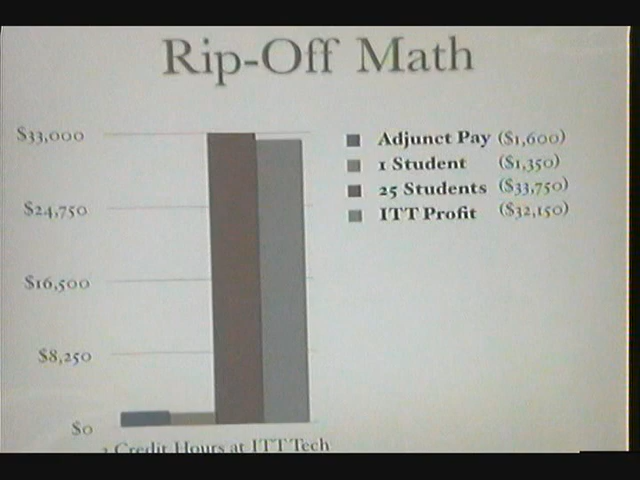 Rip-Off Math
$33,000
$24,750
$16,500
$8,250
$0
Adjunct Pay ($1,600)
1 Student ($1,350)
25 Students ($33,750)
ITT Profit ($32,150)
Credit Hours at ITT Tech